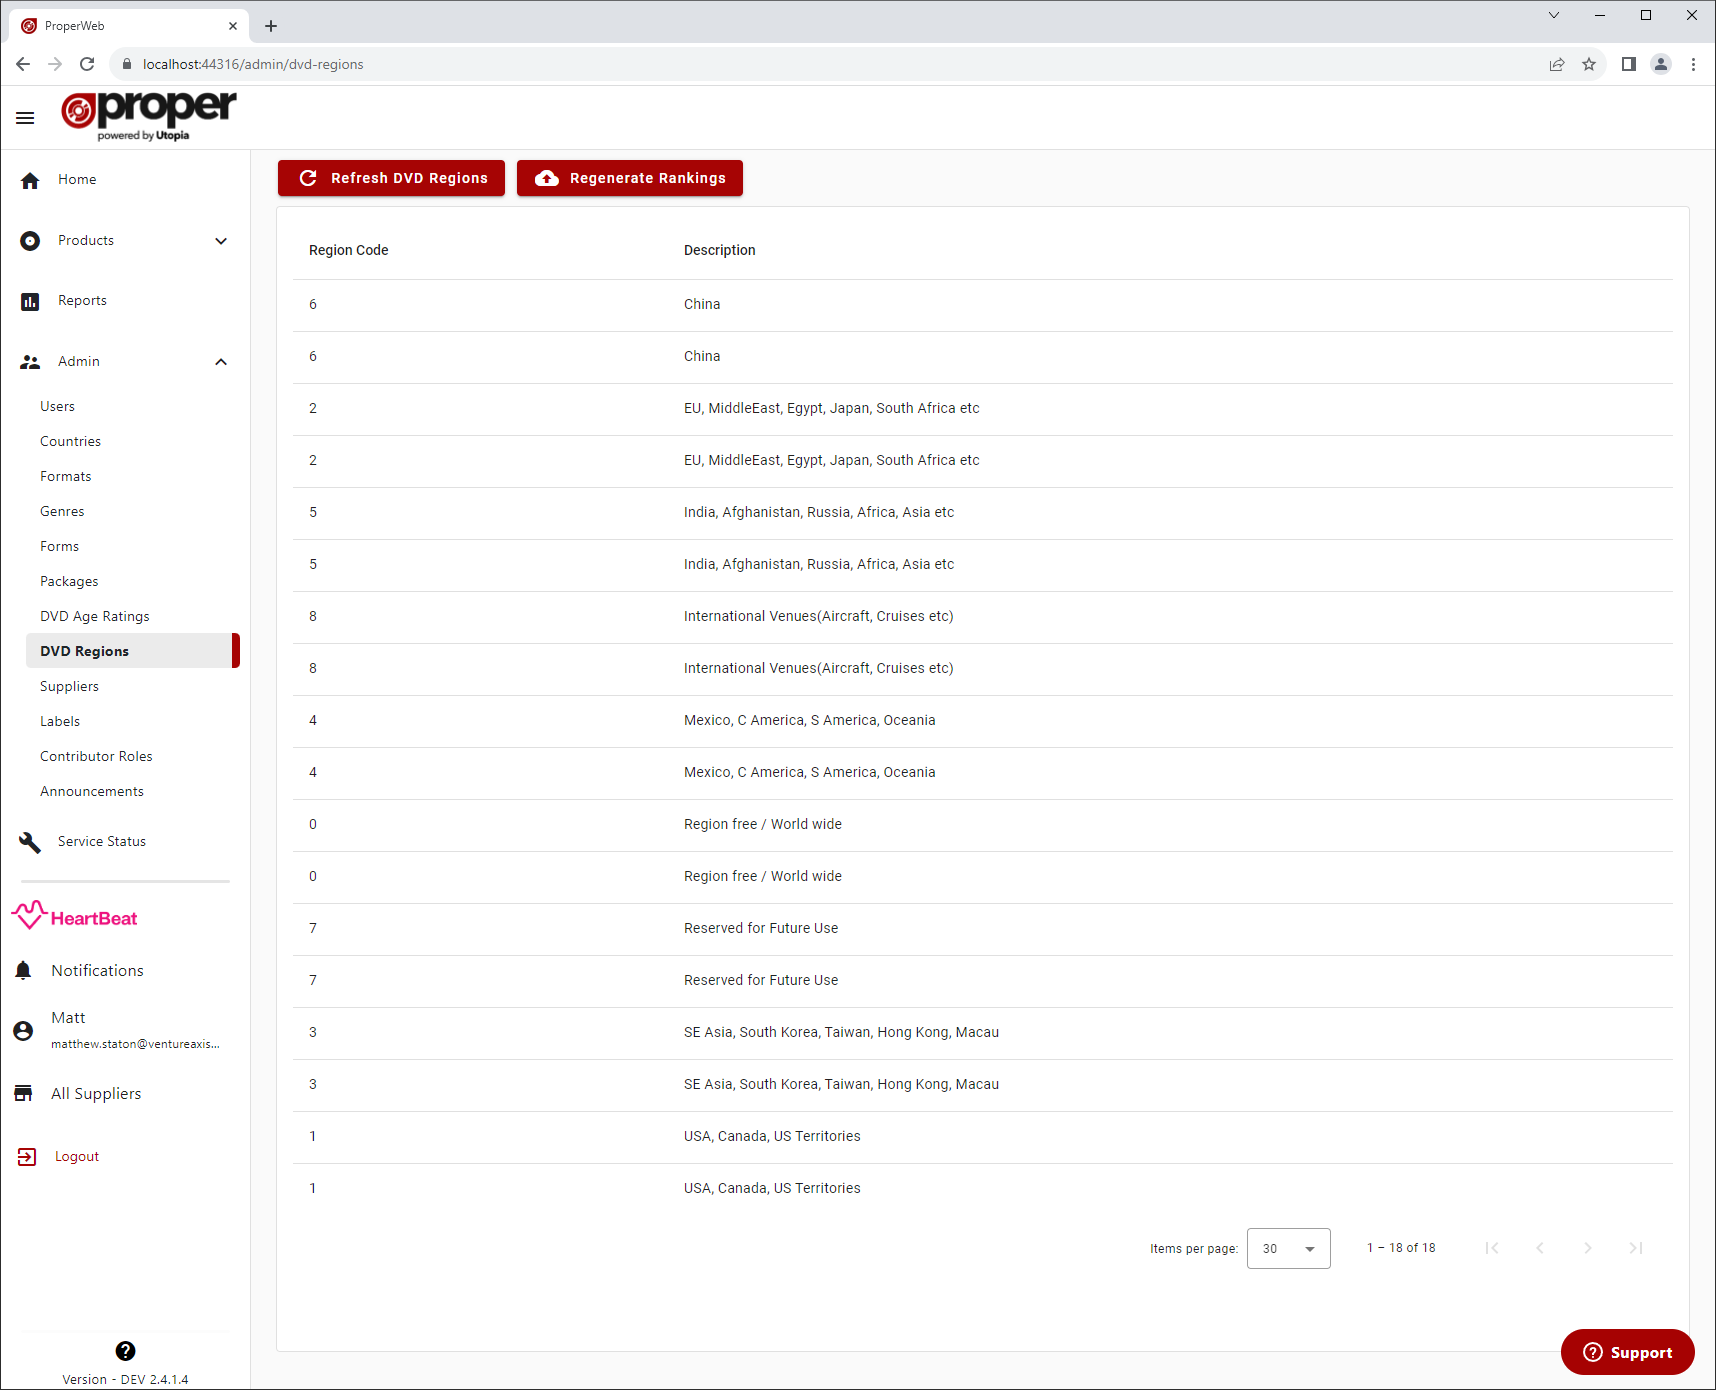 ProperWeb
localhost:44316/admin/dvd-regions
proper
powered by Utopia
Home
Products
Reports
Admin
Users
Countries
Formats
Genres
Forms
Packages
DVD Age Ratings
DVD Regions
Suppliers
Labels
Contributor Roles
Announcements
Service Status
HeartBeat
Notifications
Matt
matthew.staton@ventureaxis...
All Suppliers
Logout
Version - DEV 2.4.1.4
Refresh DVD Regions Regenerate Rankings
Region Code Description
6 China
6 China
2 EU, MiddleEast, Egypt, Japan, South Africa etc
2 EU, MiddleEast, Egypt, Japan, South Africa etc
5 India, Afghanistan, Russia, Africa, Asia etc
5 India, Afghanistan, Russia, Africa, Asia etc
8 International Venues(Aircraft, Cruises etc)
8 International Venues(Aircraft, Cruises etc)
4 Mexico, C America, S America, Oceania
4 Mexico, C America, S America, Oceania
0 Region free / World wide
0 Region free / World wide
7 Reserved for Future Use
7 Reserved for Future Use
3 SE Asia, South Korea, Taiwan, Hong Kong, Macau
3 SE Asia, South Korea, Taiwan, Hong Kong, Macau
1 USA, Canada, US Territories
1 USA, Canada, US Territories
Items per page: 30 1 – 18 of 18
Support